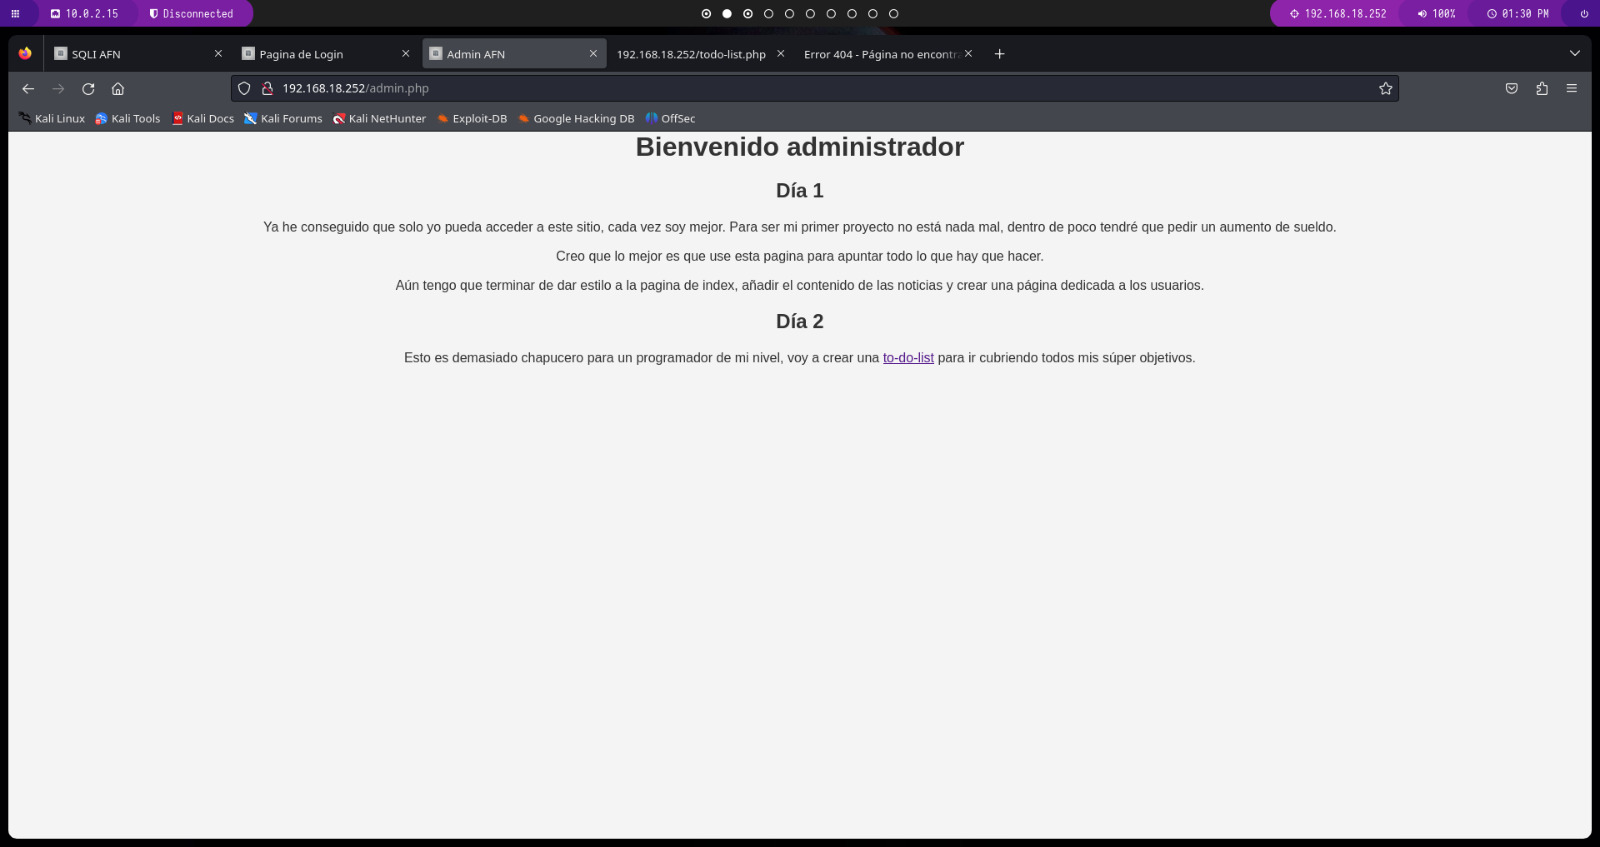 10.0.2.15
Disconnected
192.168.18.252
100%
01:30 PM
SQLI AFN
Pagina de Login
Admin AFN
192.168.18.252/todo-list.php
Error 404 - Página no encontra
192.168.18.252/admin.php
Kali Linux
Kali Tools
Kali Docs
Kali Forums
Kali NetHunter
Exploit-DB
Google Hacking DB
OffSec
Bienvenido administrador
Día 1
Ya he conseguido que solo yo pueda acceder a este sitio, cada vez soy mejor. Para ser mi primer proyecto no está nada mal, dentro de poco tendré que pedir un aumento de sueldo.
Creo que lo mejor es que use esta pagina para apuntar todo lo que hay que hacer.
Aún tengo que terminar de dar estilo a la pagina de index, añadir el contenido de las noticias y crear una página dedicada a los usuarios.
Día 2
Esto es demasiado chapucero para un programador de mi nivel, voy a crear una to-do-list para ir cubriendo todos mis súper objetivos.